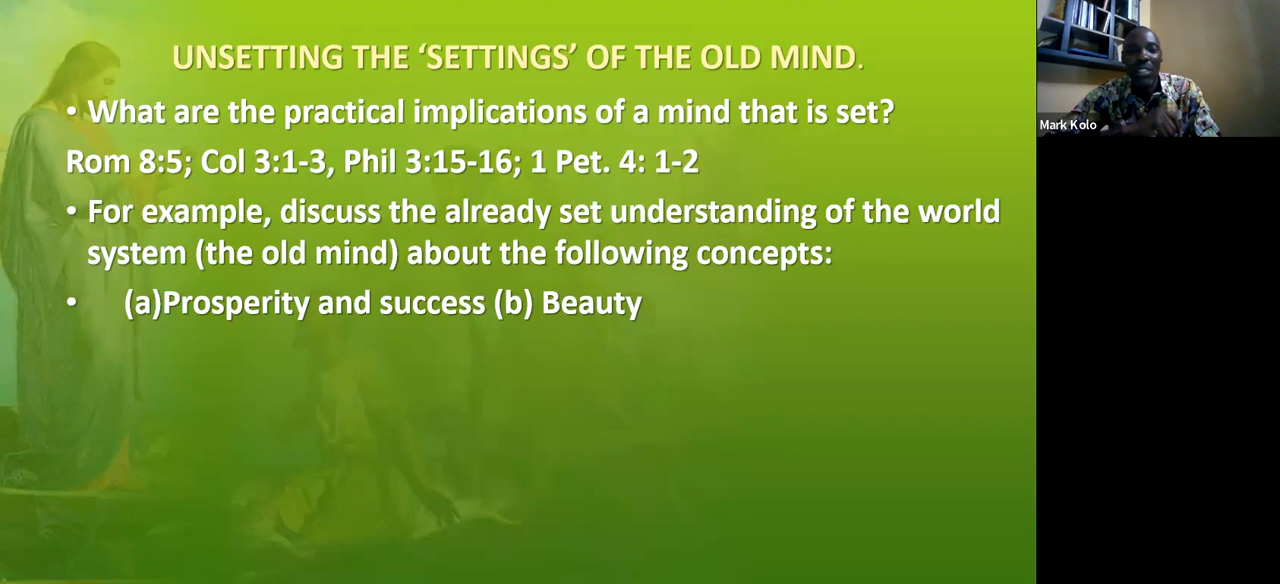 UNSETTING THE ‘SETTINGS’ OF THE OLD MIND.
• What are the practical implications of a mind that is set?
Rom 8:5; Col 3:1-3, Phil 3:15-16; 1 Pet. 4: 1-2
• For example, discuss the already set understanding of the world
system (the old mind) about the following concepts:
• (a)Prosperity and success (b) Beauty
Mark Kolo